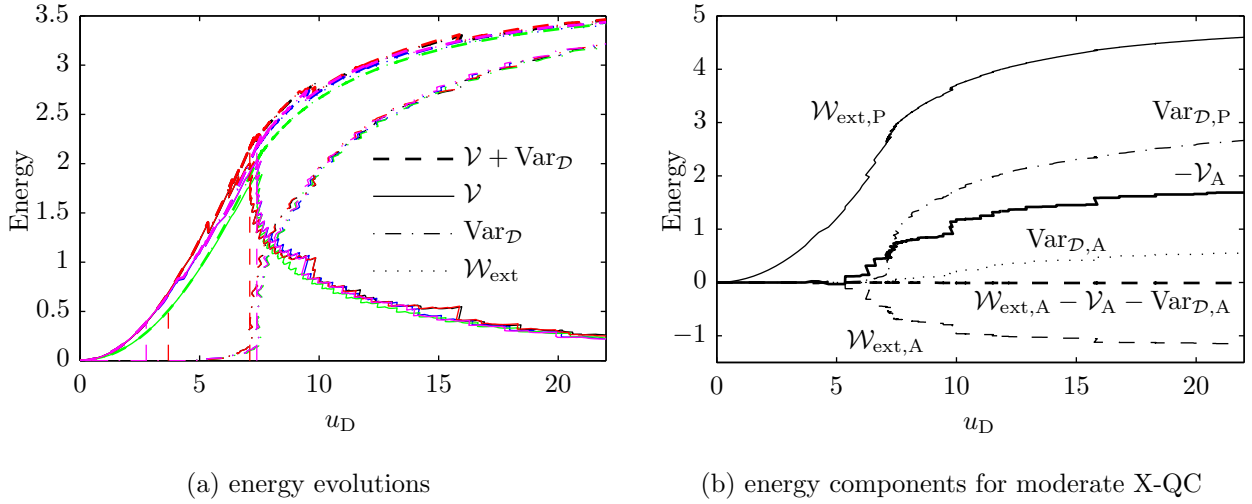 3.5
3
2.5
2
1.5
1
0.5
0
0
5
10
15
20
Energy
u_D
𝒱 + Var_𝒟
𝒱
Var_𝒟
𝒲_ext
(a) energy evolutions
5
4
3
2
1
0
−1
0
5
10
15
20
Energy
u_D
𝒲_ext,P
Var_𝒟,P
−𝒱_A
Var_𝒟,A
𝒲_ext,A − 𝒱_A − Var_𝒟,A
𝒲_ext,A
(b) energy components for moderate X-QC